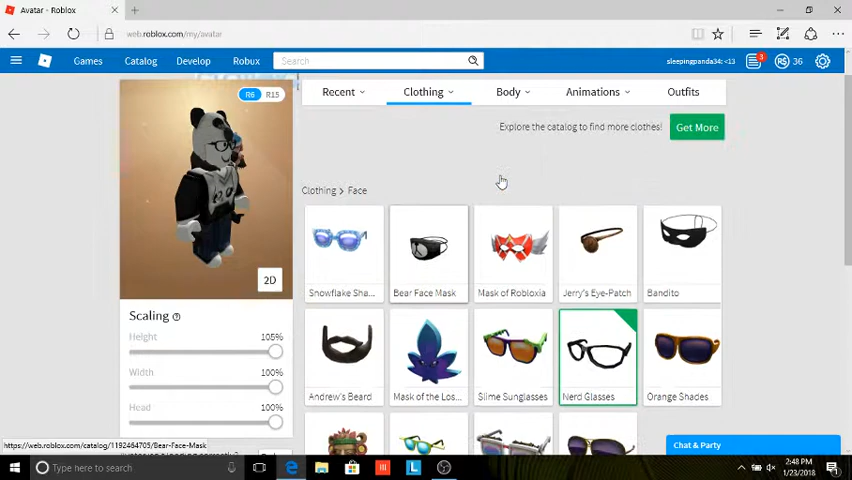 Avatar - Roblox
web.roblox.com/my/avatar
Games
Catalog
Develop
Robux
Search
sleepingpanda34: <13
3
36
R6
R15
Recent
Clothing
Body
Animations
Outfits
Explore the catalog to find more clothes!
Get More
Clothing > Face
2D
Snowflake Sha...
Bear Face Mask
Mask of Robloxia
Jerry's Eye-Patch
Bandito
Scaling
Height
105%
Width
100%
Head
100%
Andrew's Beard
Mask of the Los...
Slime Sunglasses
Nerd Glasses
Orange Shades
https://web.roblox.com/catalog/1192464705/Bear-Face-Mask
Chat & Party
Type here to search
2:48 PM
1/23/2018